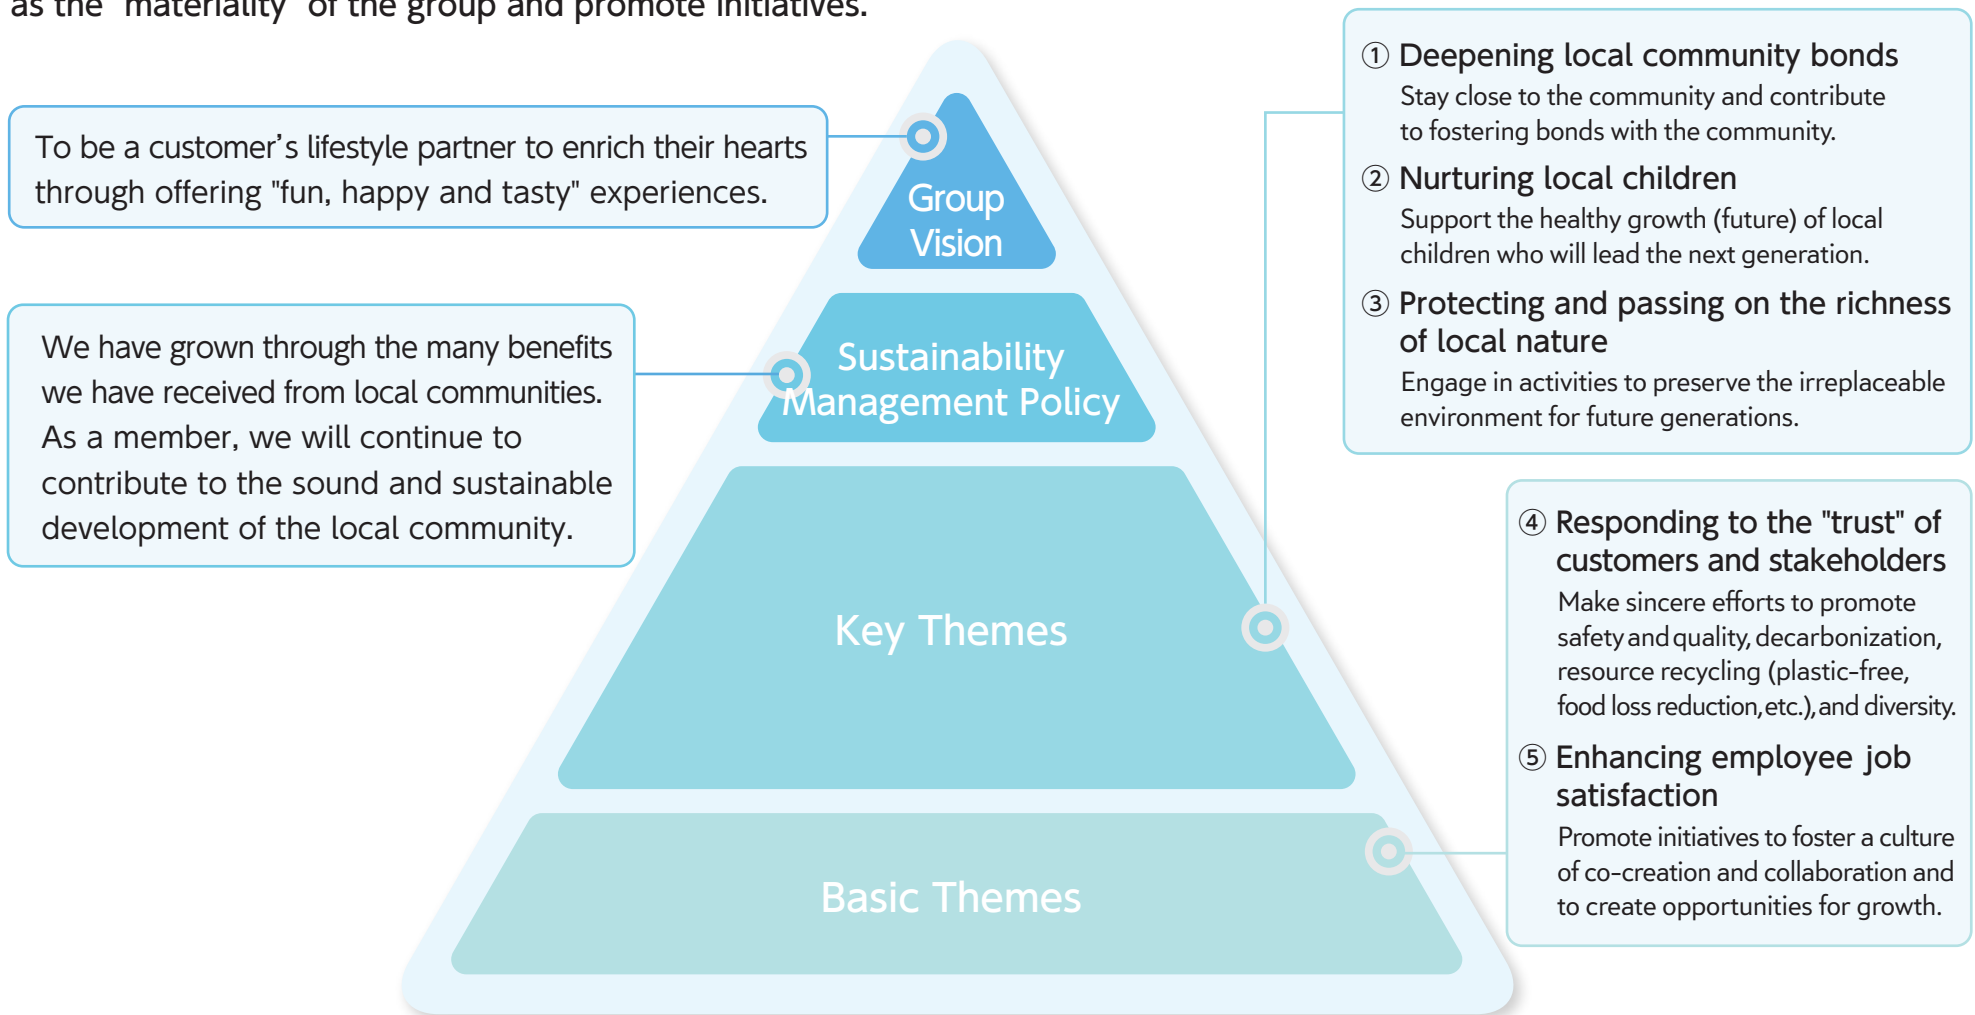 as the "materiality" of the group and promote initiatives.
To be a customer's lifestyle partner to enrich their hearts
through offering "fun, happy and tasty" experiences.
Group
Vision
We have grown through the many benefits
we have received from local communities.
As a member, we will continue to
contribute to the sound and sustainable
development of the local community.
Sustainability
Management Policy
Key Themes
① Deepening local community bonds
Stay close to the community and contribute
to fostering bonds with the community.
② Nurturing local children
Support the healthy growth (future) of local
children who will lead the next generation.
③ Protecting and passing on the richness
of local nature
Engage in activities to preserve the irreplaceable
environment for future generations.
Basic Themes
④ Responding to the "trust" of
customers and stakeholders
Make sincere efforts to promote
safety and quality, decarbonization,
resource recycling (plastic-free,
food loss reduction, etc.), and diversity.
⑤ Enhancing employee job
satisfaction
Promote initiatives to foster a culture
of co-creation and collaboration and
to create opportunities for growth.